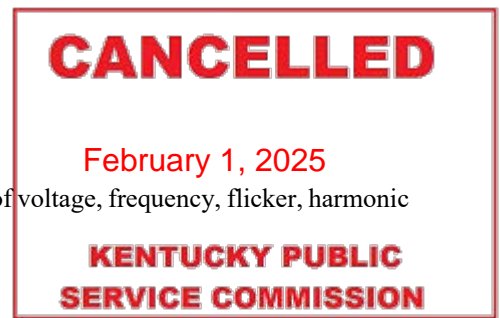 CANCELLED
February 1, 2025
of voltage, frequency, flicker, harmonic
KENTUCKY PUBLIC
SERVICE COMMISSION